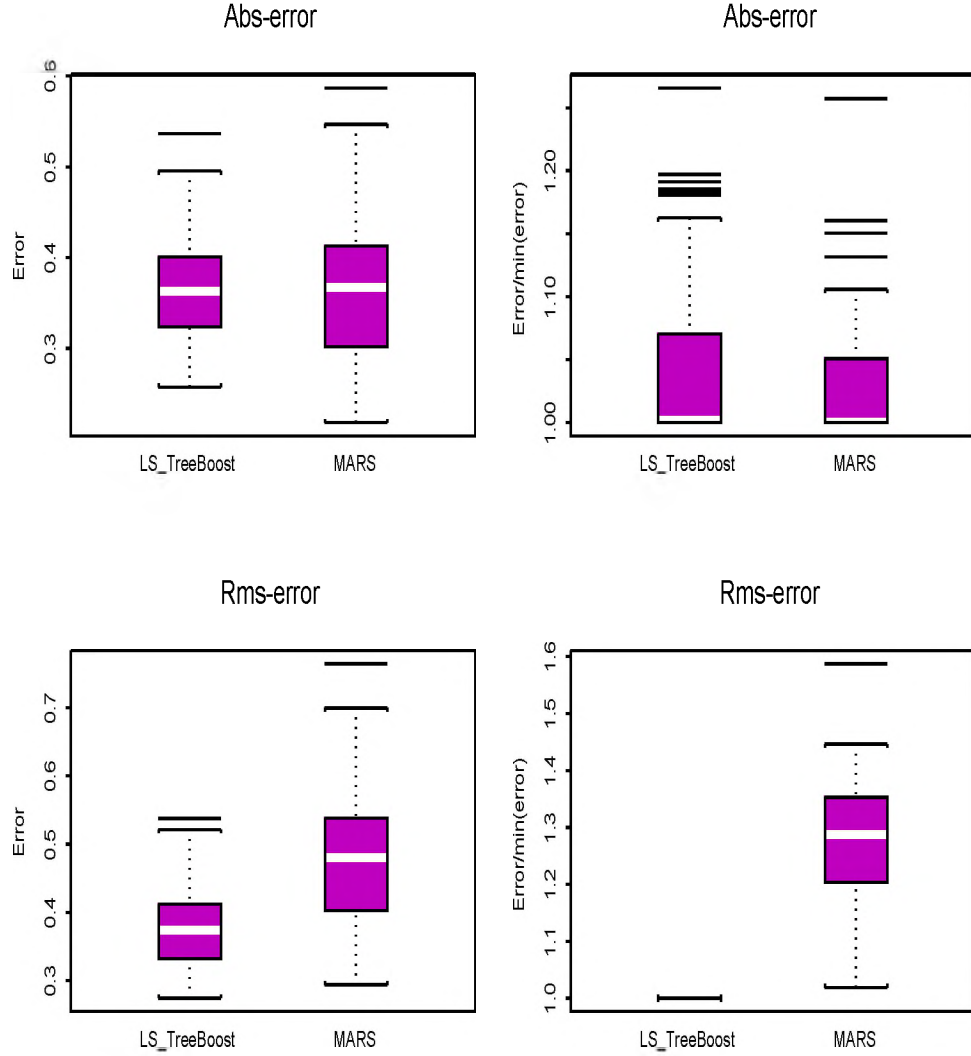 Abs-error
Error
0.6
0.5
0.4
0.3
LS_TreeBoost MARS
Abs-error
Error/min(error)
1.20
1.10
1.00
LS_TreeBoost MARS
Rms-error
Error
0.7
0.6
0.5
0.4
0.3
LS_TreeBoost MARS
Rms-error
Error/min(error)
1.6
1.5
1.4
1.3
1.2
1.1
1.0
LS_TreeBoost MARS